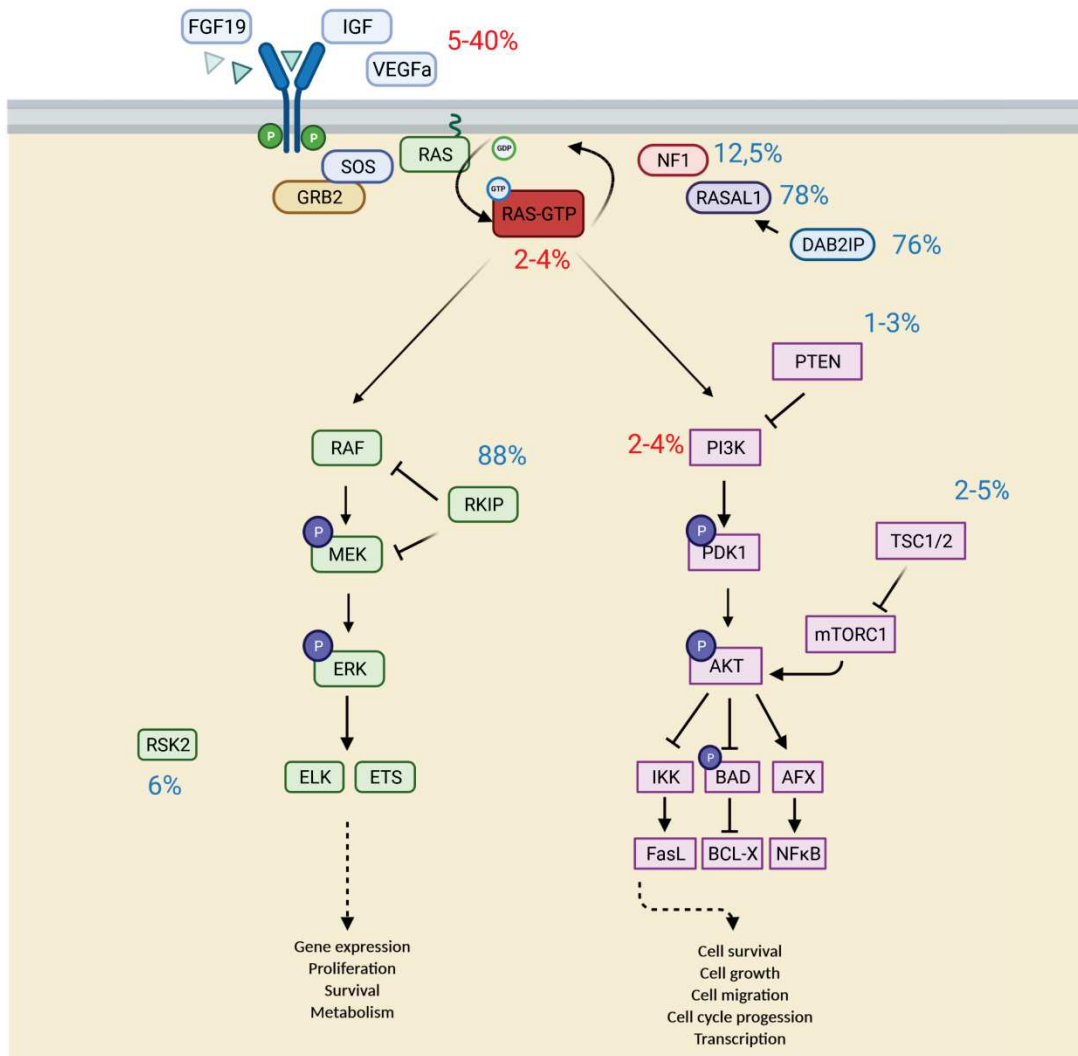 FGF19
IGF
5-40%
VEGFa
P
P
SOS
RAS
GDP
GRB2
GTP
RAS-GTP
2-4%
NF1
12,5%
RASAL1
78%
DAB2IP
76%
1-3%
PTEN
RAF
88%
RKIP
2-4%
PI3K
2-5%
P
MEK
P
PDK1
TSC1/2
mTORC1
P
ERK
P
AKT
RSK2
6%
ELK
ETS
IKK
P
BAD
AFX
FasL
BCL-X
NFκB
Gene expression
Proliferation
Survival
Metabolism
Cell survival
Cell growth
Cell migration
Cell cycle progession
Transcription